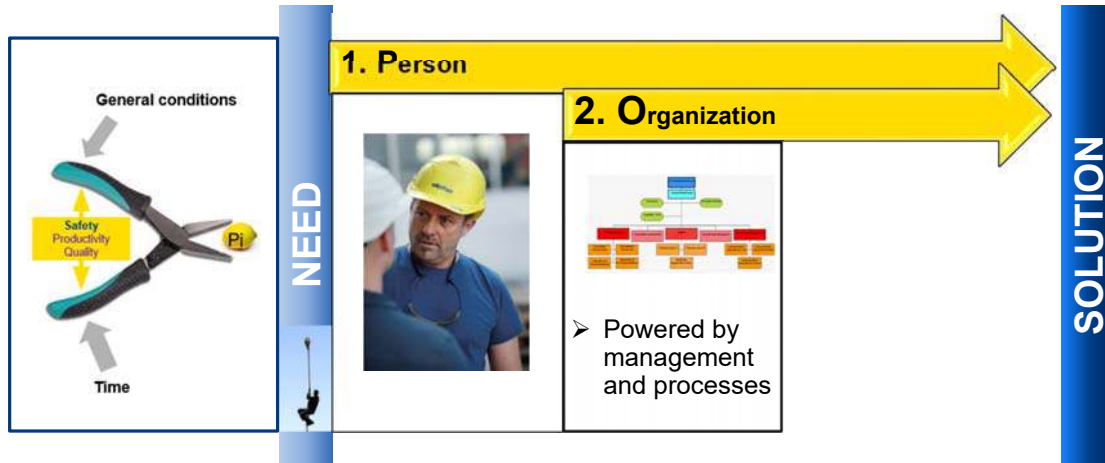 General conditions
Safety
Productivity
Quality
Pi
Time
NEED
1. Person
2. Organization
➢ Powered by
management
and processes
SOLUTION